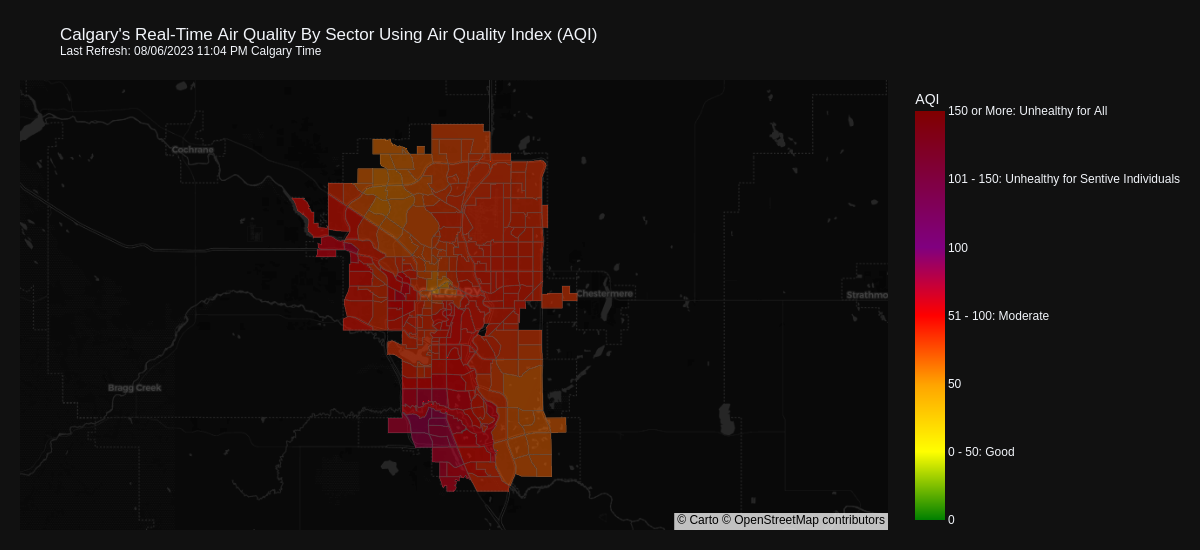 Calgary's Real-Time Air Quality By Sector Using Air Quality Index (AQI)
Last Refresh: 08/06/2023 11:04 PM Calgary Time
AQI
150 or More: Unhealthy for All
101 - 150: Unhealthy for Sentive Individuals
100
51 - 100: Moderate
50
0 - 50: Good
0
Cochrane
CALGARY
Chestermere
Strathmo
Bragg Creek
© Carto © OpenStreetMap contributors